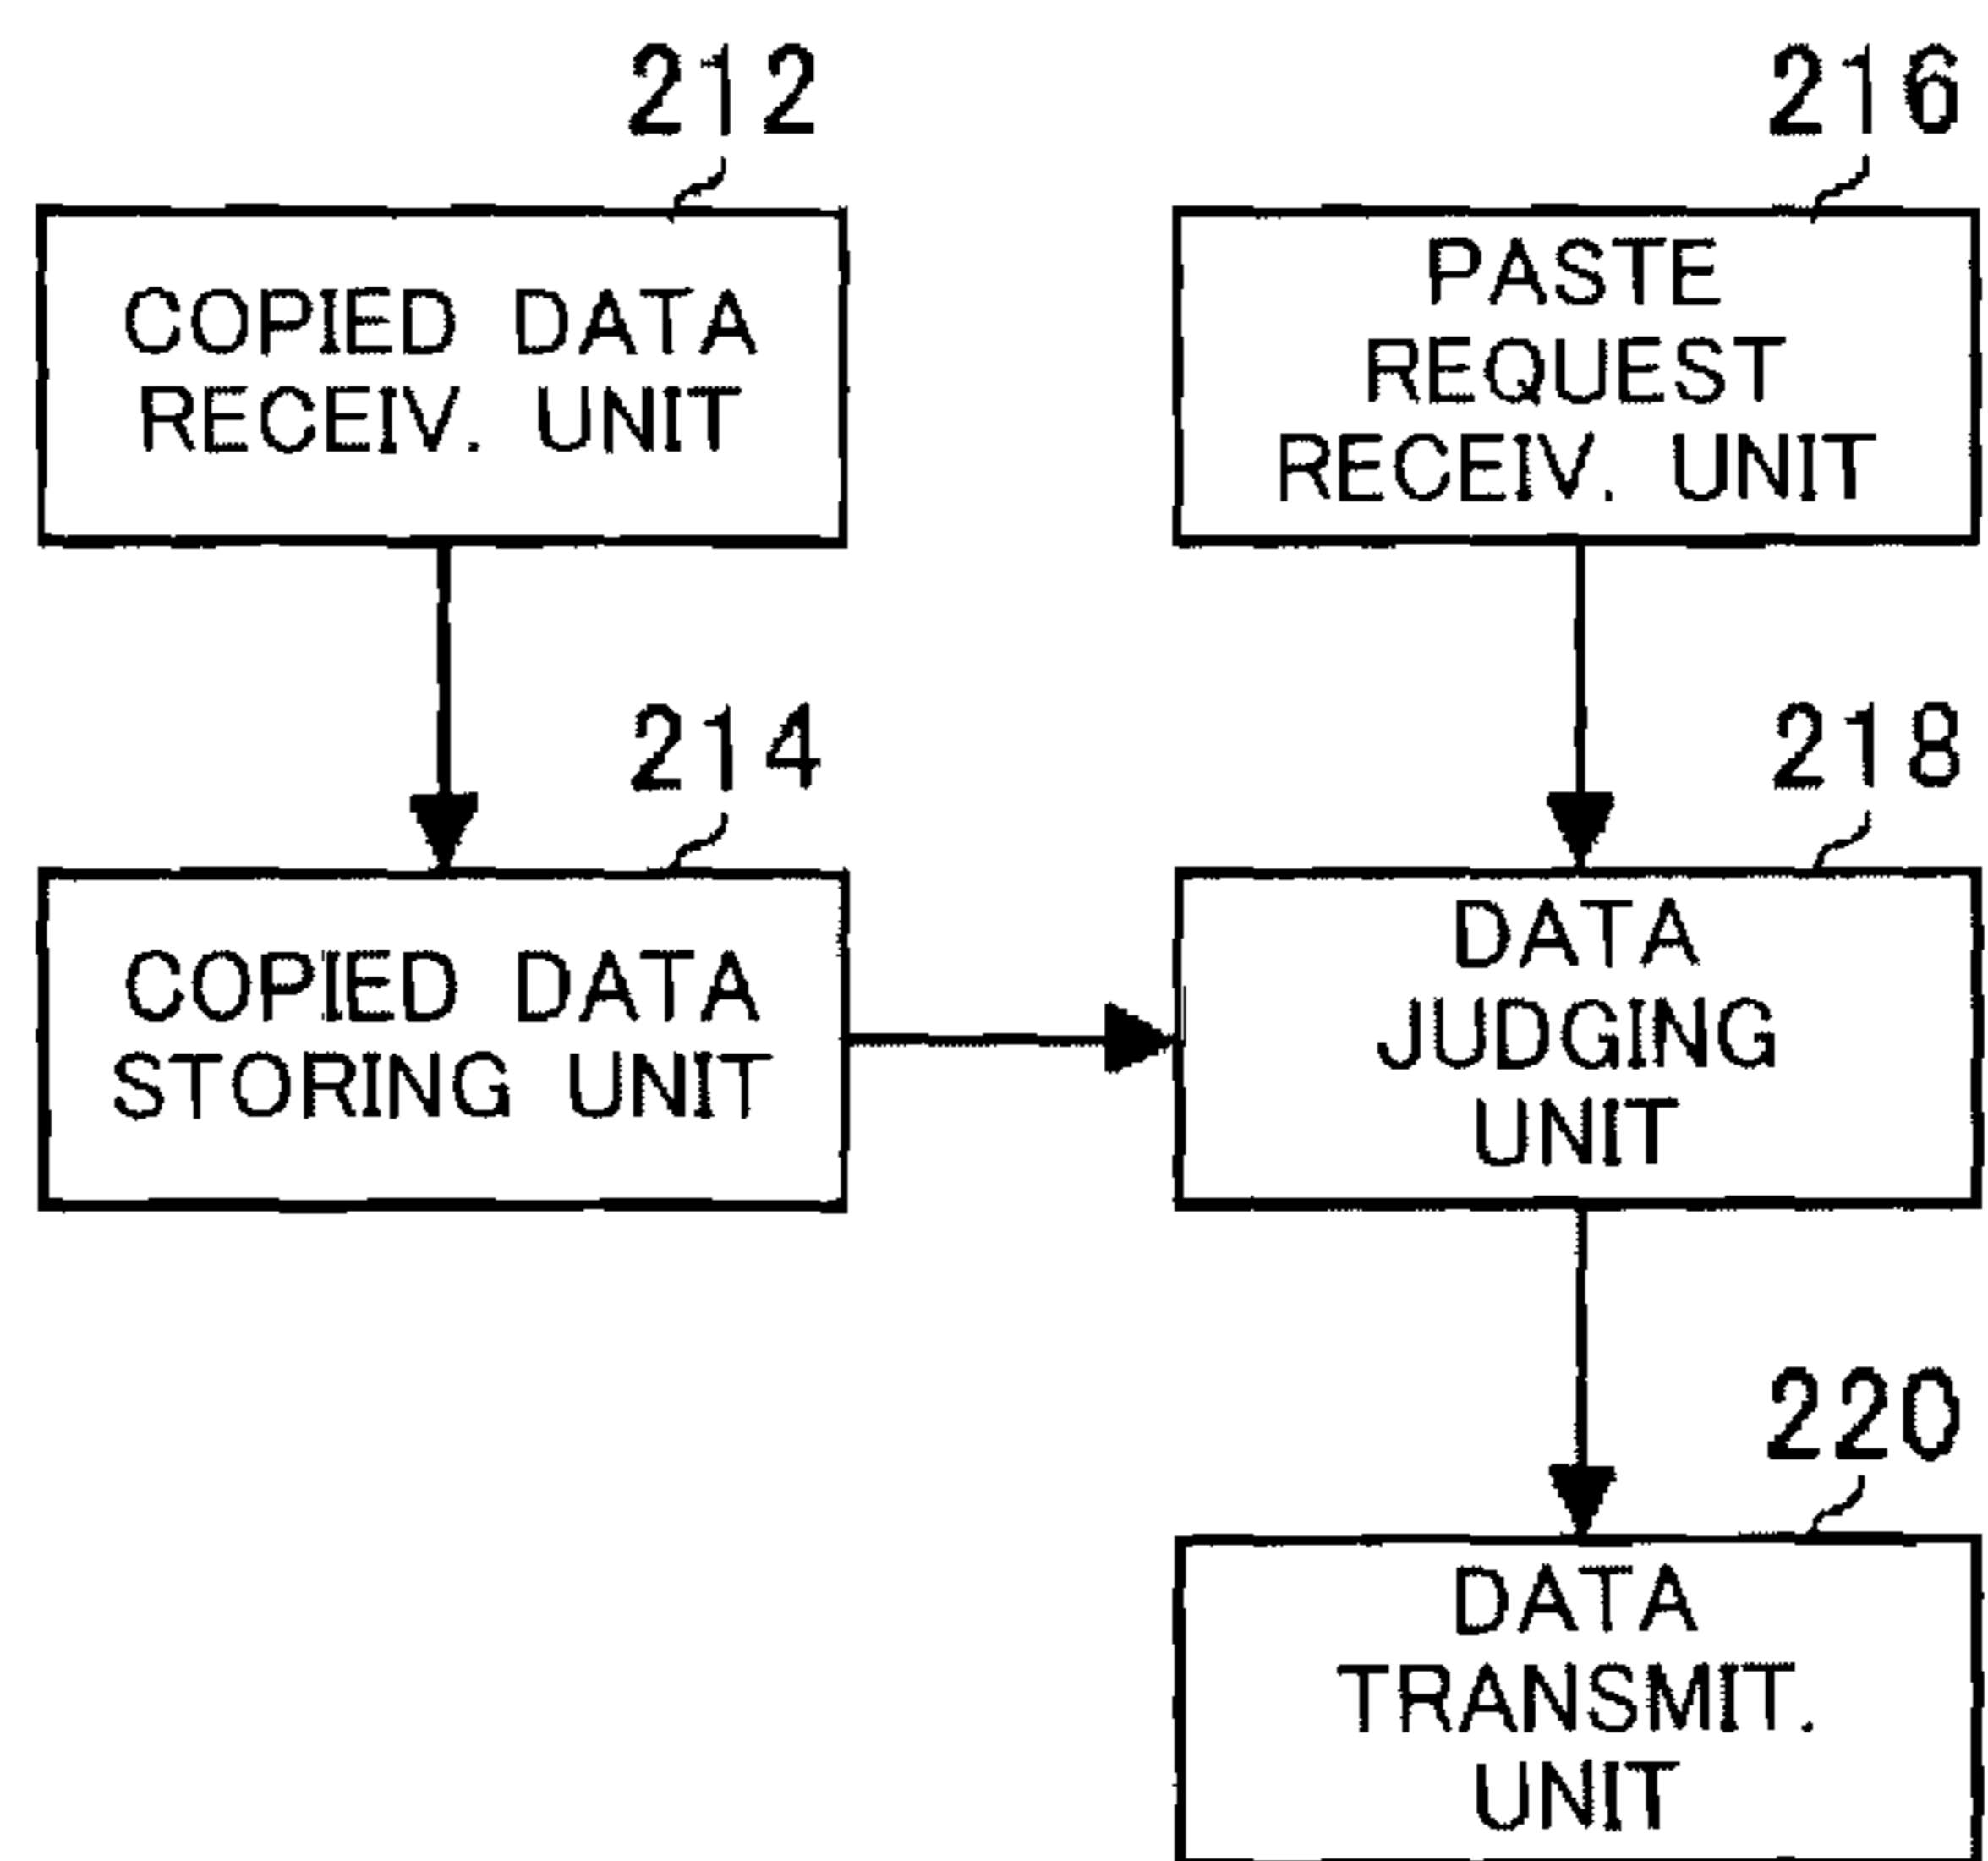 212
COPIED DATA
RECEIV. UNIT
214
COPIED DATA
STORING UNIT
216
PASTE
REQUEST
RECEIV. UNIT
218
DATA
JUDGING
UNIT
220
DATA
TRANSMIT.
UNIT